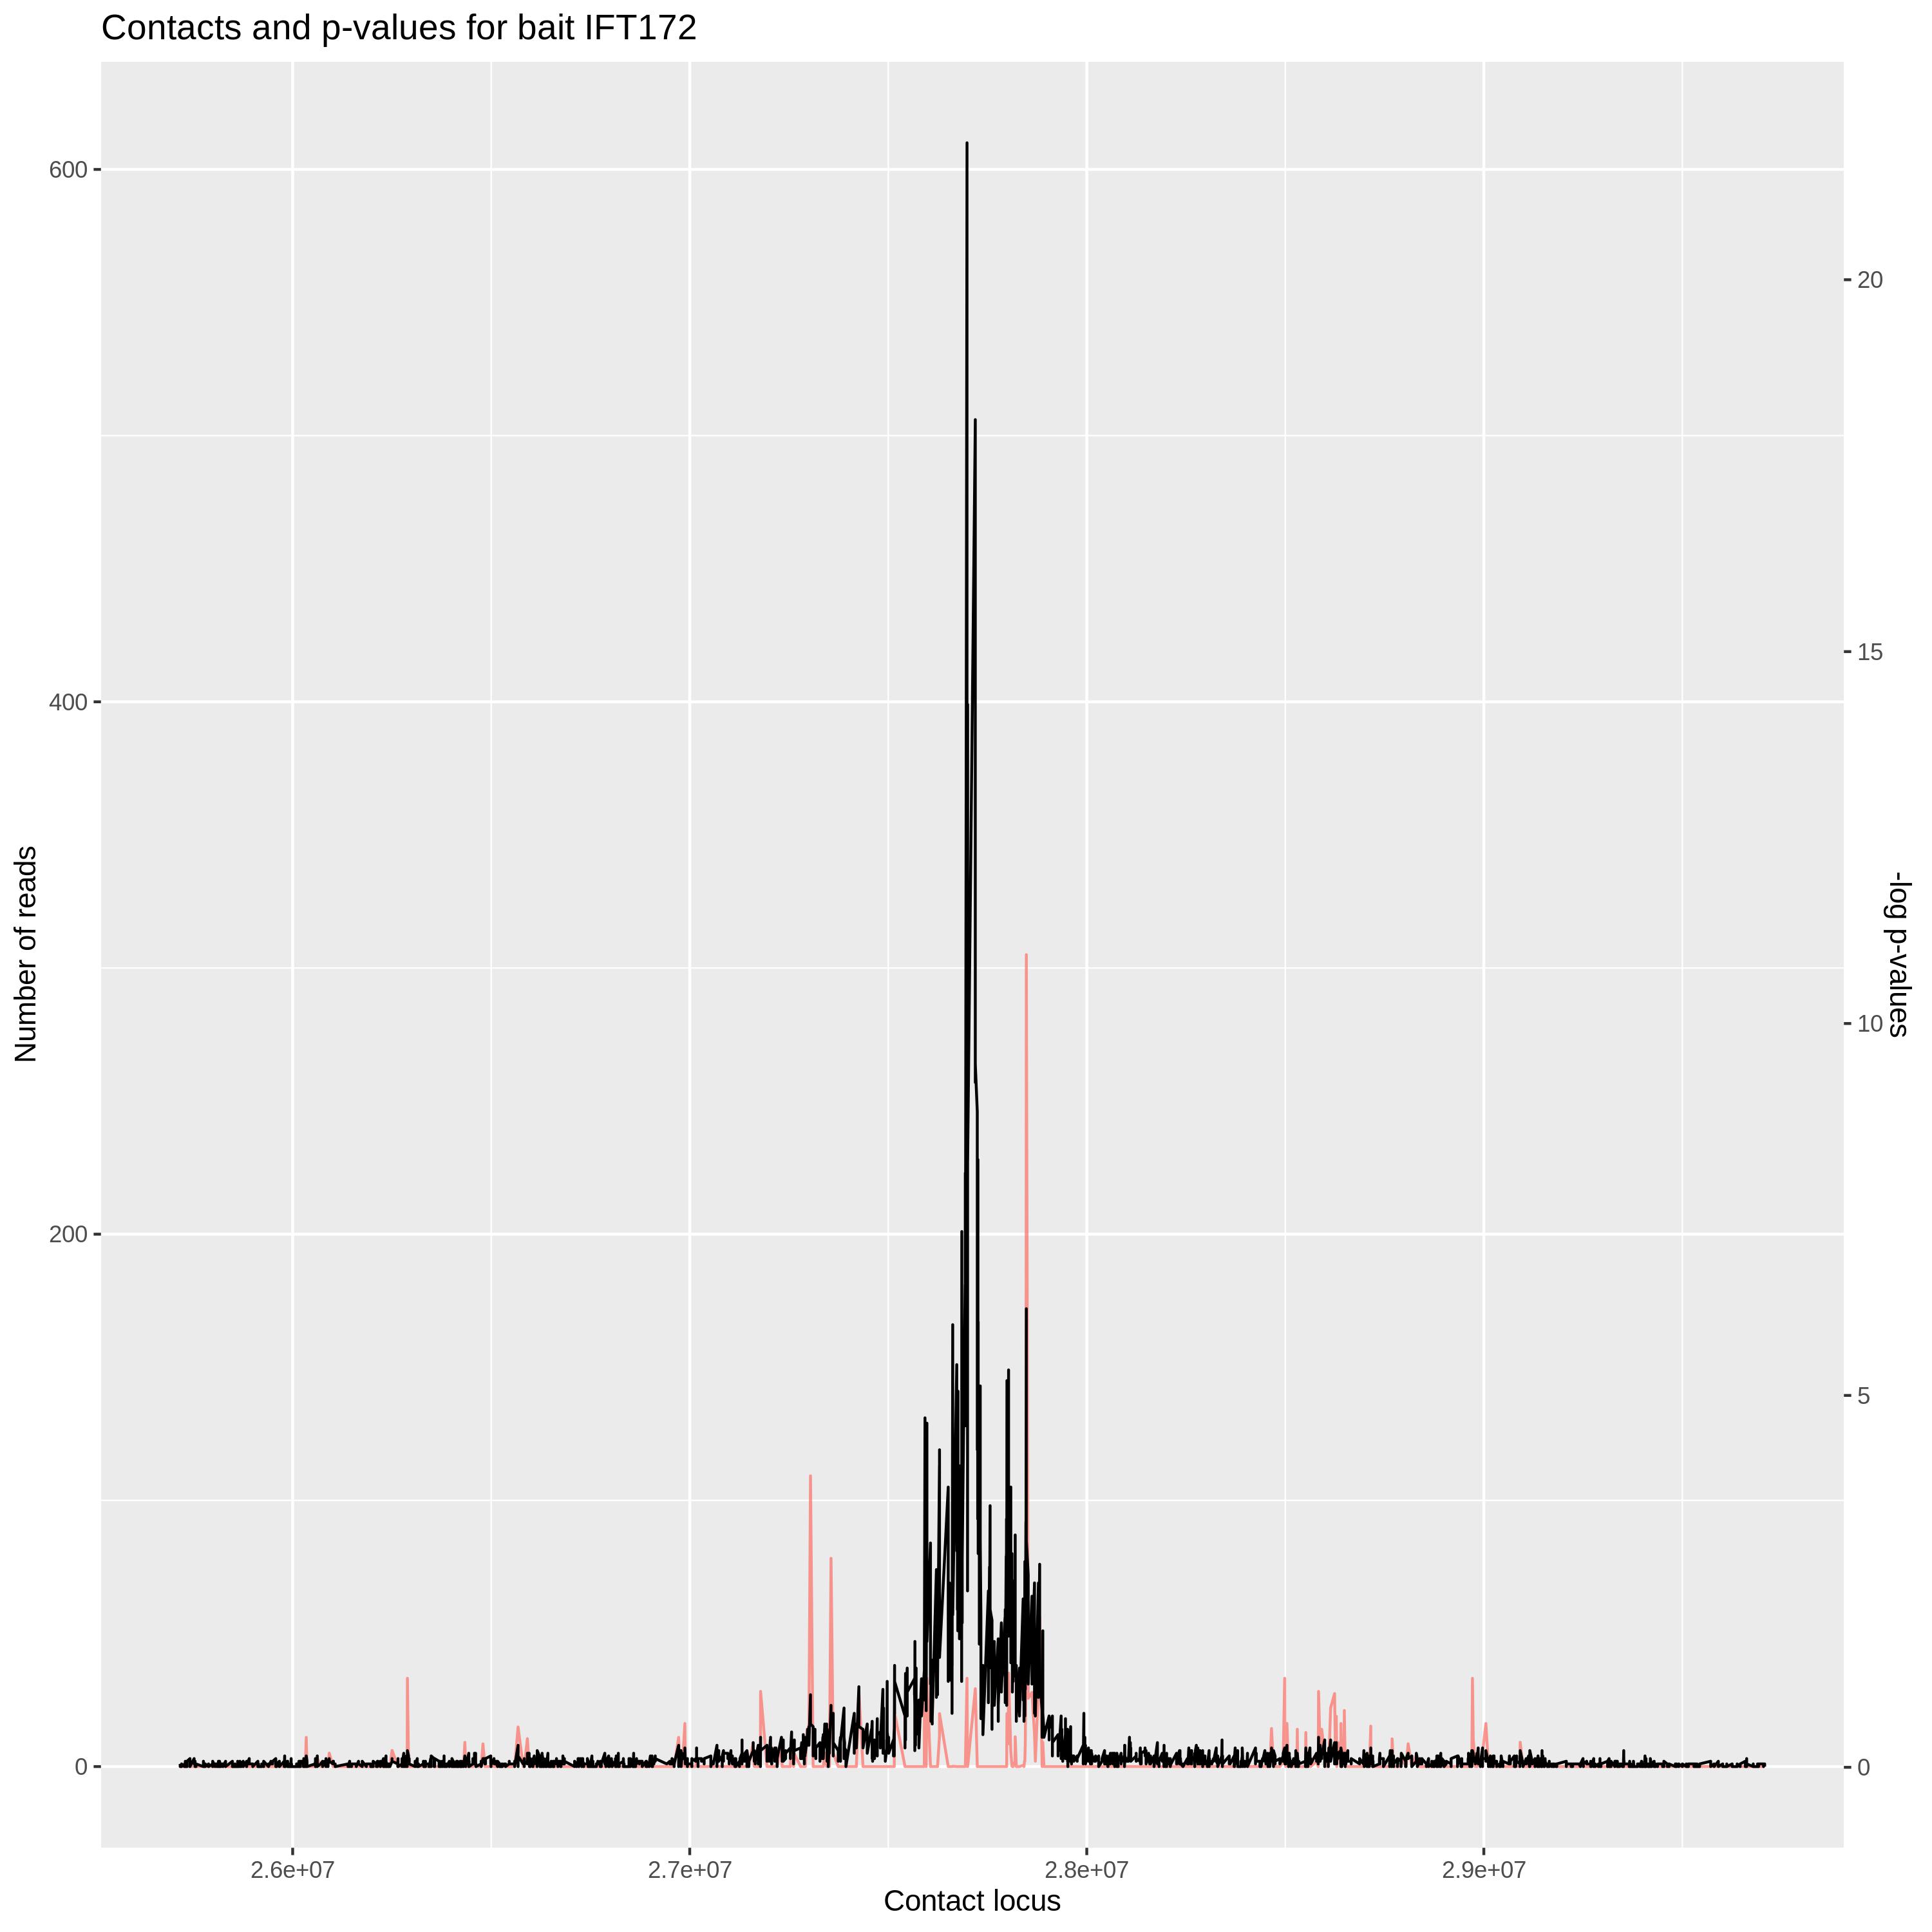 Contacts and p-values for bait IFT172
600
400
200
0
Number of reads
20
15
10
5
0
-log p-values
2.6e+07
2.7e+07
2.8e+07
2.9e+07
Contact locus